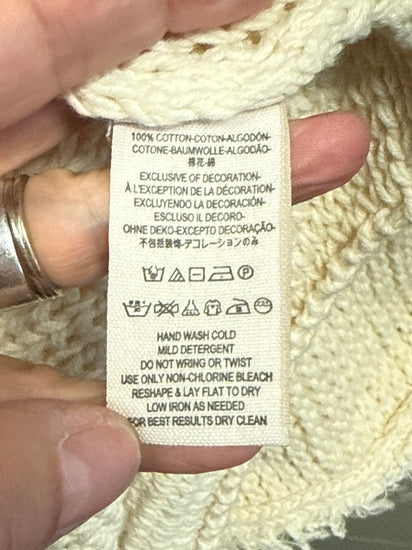 100% COTTON-COTON-ALGODÓN-
COTONE-BAUMWOLLE-ALGODÃO-
棉花-綿
EXCLUSIVE OF DECORATION-
À L'EXCEPTION DE LA DÉCORATION-
EXCLUYENDO LA DECORACIÓN-
ESCLUSO IL DECORO-
OHNE DEKO-EXCEPTO DECORAÇÃO-
不包括装饰-デコレーションのみ
HAND WASH COLD
MILD DETERGENT
DO NOT WRING OR TWIST
USE ONLY NON-CHLORINE BLEACH
RESHAPE & LAY FLAT TO DRY
LOW IRON AS NEEDED
FOR BEST RESULTS DRY CLEAN